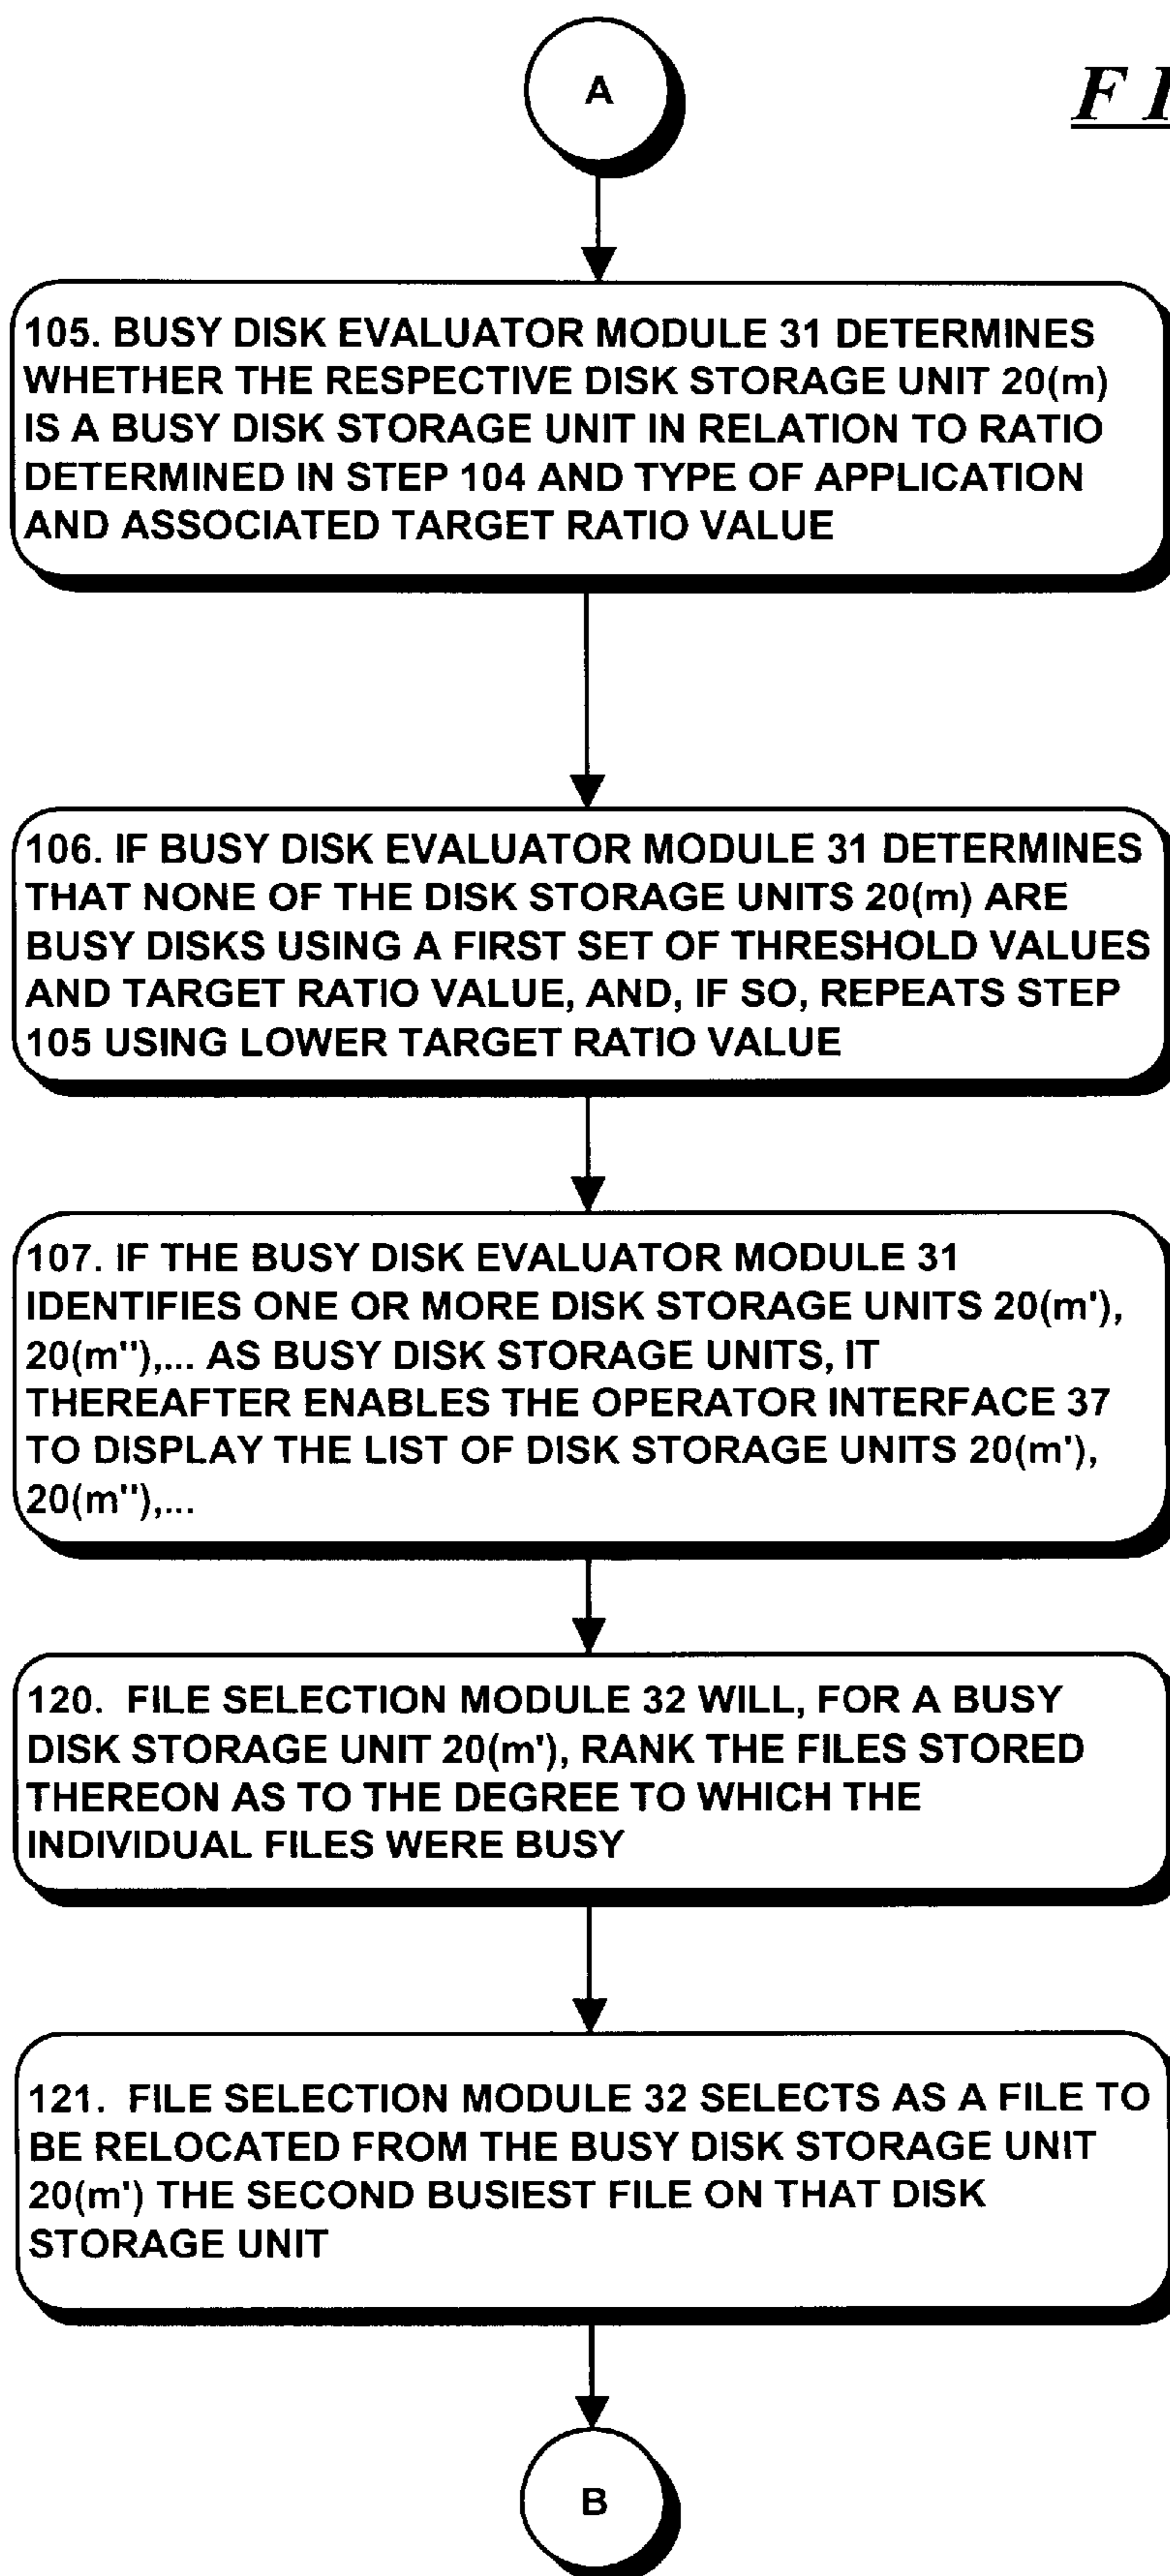 A
F I
105. BUSY DISK EVALUATOR MODULE 31 DETERMINES
WHETHER THE RESPECTIVE DISK STORAGE UNIT 20(m)
IS A BUSY DISK STORAGE UNIT IN RELATION TO RATIO
DETERMINED IN STEP 104 AND TYPE OF APPLICATION
AND ASSOCIATED TARGET RATIO VALUE
106. IF BUSY DISK EVALUATOR MODULE 31 DETERMINES
THAT NONE OF THE DISK STORAGE UNITS 20(m) ARE
BUSY DISKS USING A FIRST SET OF THRESHOLD VALUES
AND TARGET RATIO VALUE, AND, IF SO, REPEATS STEP
105 USING LOWER TARGET RATIO VALUE
107. IF THE BUSY DISK EVALUATOR MODULE 31
IDENTIFIES ONE OR MORE DISK STORAGE UNITS 20(m'),
20(m''),... AS BUSY DISK STORAGE UNITS, IT
THEREAFTER ENABLES THE OPERATOR INTERFACE 37
TO DISPLAY THE LIST OF DISK STORAGE UNITS 20(m'),
20(m''),...
120. FILE SELECTION MODULE 32 WILL, FOR A BUSY
DISK STORAGE UNIT 20(m'), RANK THE FILES STORED
THEREON AS TO THE DEGREE TO WHICH THE
INDIVIDUAL FILES WERE BUSY
121. FILE SELECTION MODULE 32 SELECTS AS A FILE TO
BE RELOCATED FROM THE BUSY DISK STORAGE UNIT
20(m') THE SECOND BUSIEST FILE ON THAT DISK
STORAGE UNIT
B